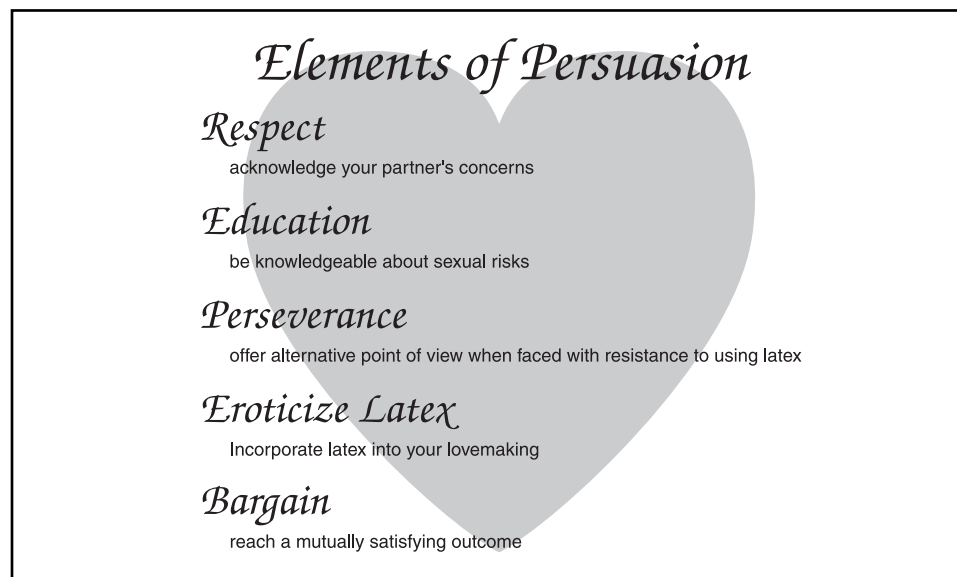 Elements of Persuasion
Respect
acknowledge your partner's concerns
Education
be knowledgeable about sexual risks
Perseverance
offer alternative point of view when faced with resistance to using latex
Eroticize Latex
Incorporate latex into your lovemaking
Bargain
reach a mutually satisfying outcome